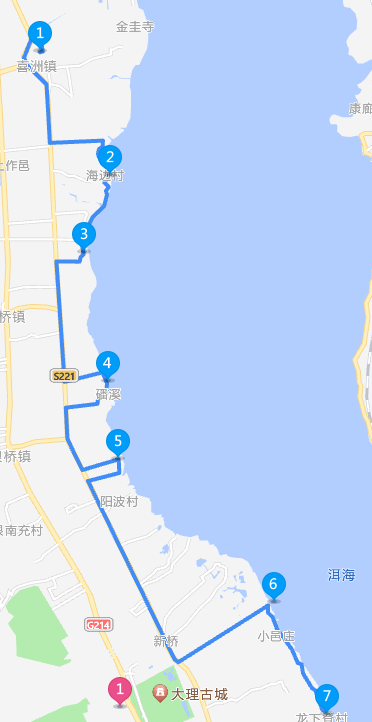 金圭寺
1
喜洲镇
康廊
上作邑
2
海边村
3
桥镇
S221
4
磻溪
5
桥镇
阳波村
南充村
洱海
6
G214
新桥
小邑庄
1
大理古城
7
龙下登村